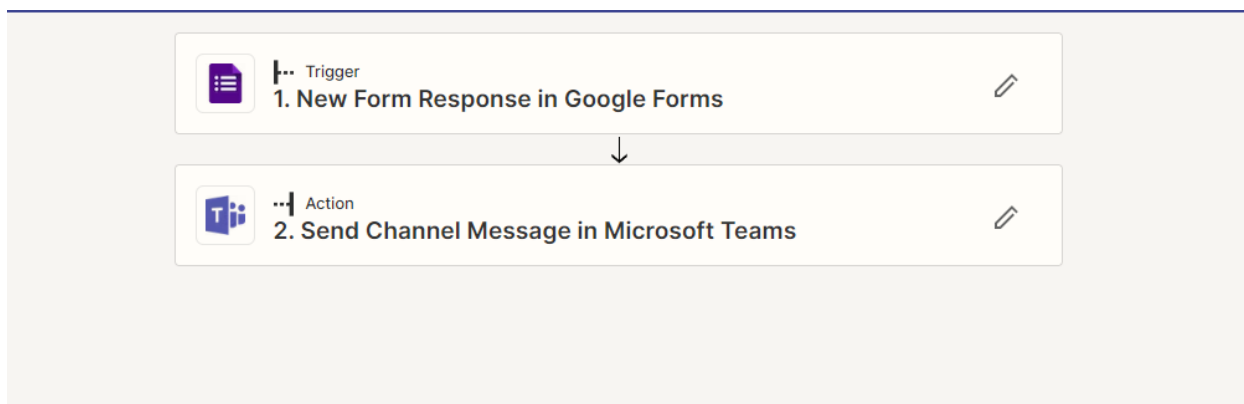 Trigger
1. New Form Response in Google Forms
Action
2. Send Channel Message in Microsoft Teams